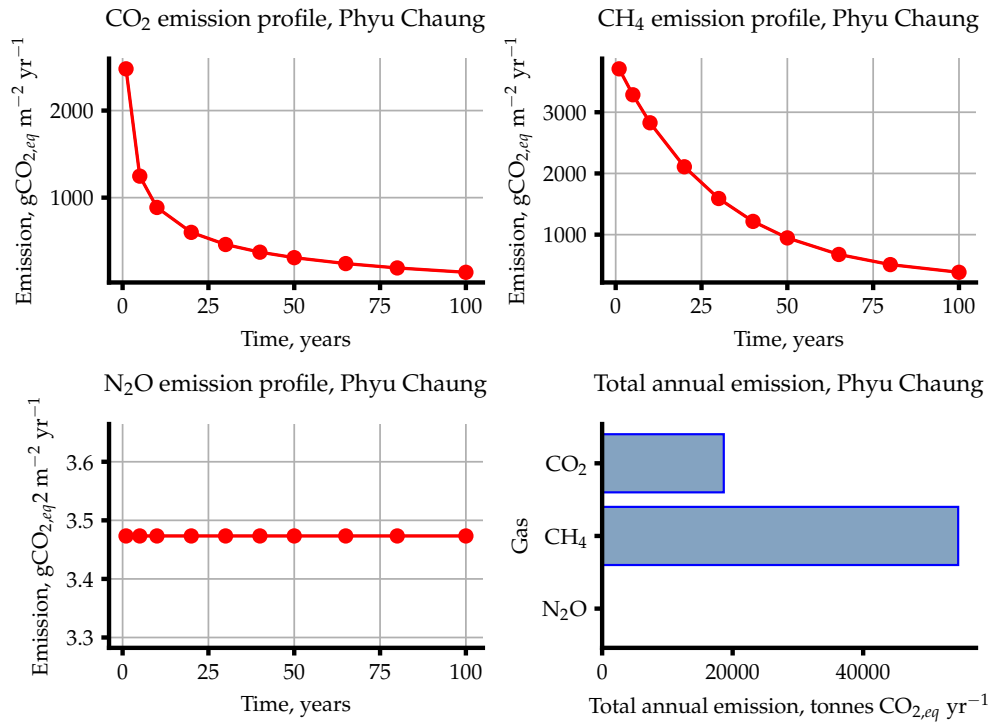 CO₂ emission profile, Phyu Chaung
Emission, gCO₂,eq m⁻² yr⁻¹
2000
1000
0 25 50 75 100
Time, years
CH₄ emission profile, Phyu Chaung
Emission, gCO₂,eq m⁻² yr⁻¹
3000
2000
1000
0 25 50 75 100
Time, years
N₂O emission profile, Phyu Chaung
Emission, gCO₂,eq2 m⁻² yr⁻¹
3.6
3.5
3.4
3.3
0 25 50 75 100
Time, years
Total annual emission, Phyu Chaung
Gas
CO₂
CH₄
N₂O
0 20000 40000
Total annual emission, tonnes CO₂,eq yr⁻¹